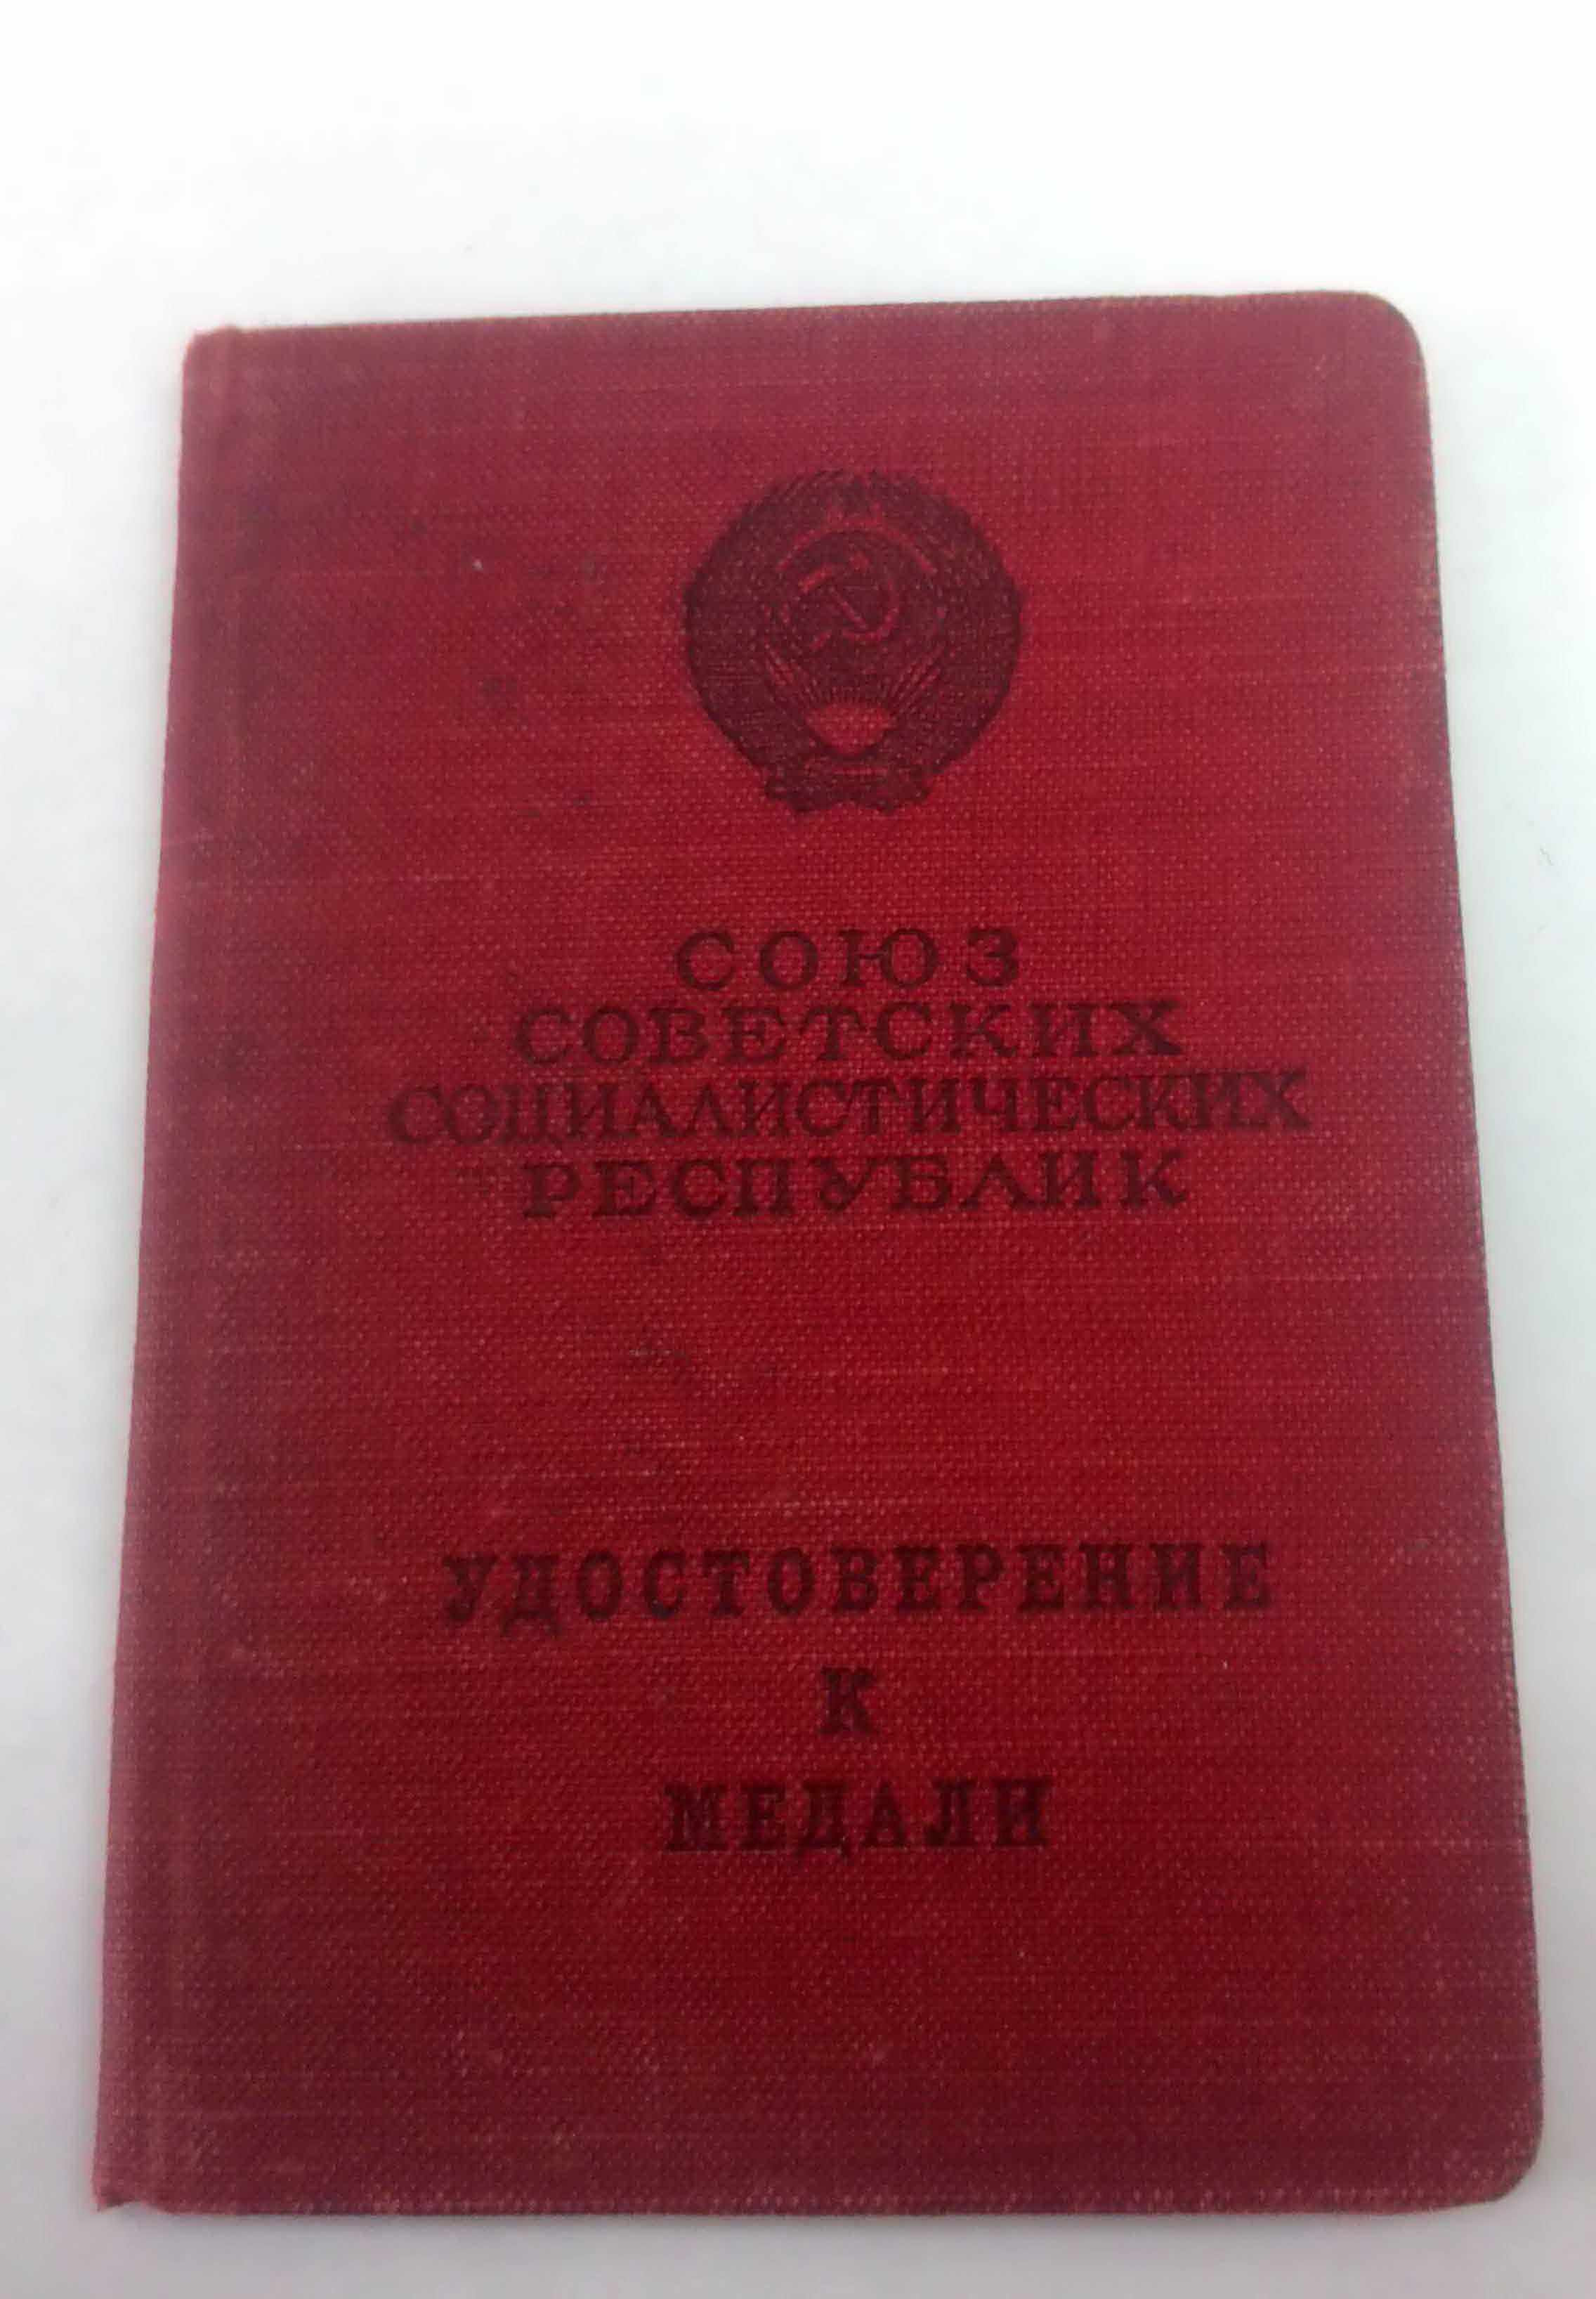 СОЮЗ
СОВЕТСКИХ
СОЦИАЛИСТИЧЕСКИХ
РЕСПУБЛИК
УДОСТОВЕРЕНИЕ
К
МЕДАЛИ